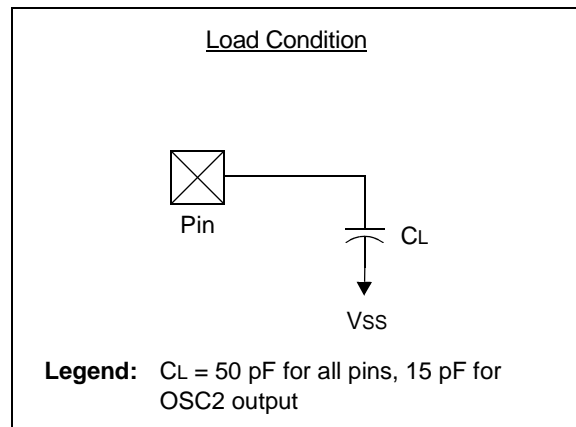 Load Condition
Pin
CL
VSS
Legend: CL = 50 pF for all pins, 15 pF for
OSC2 output